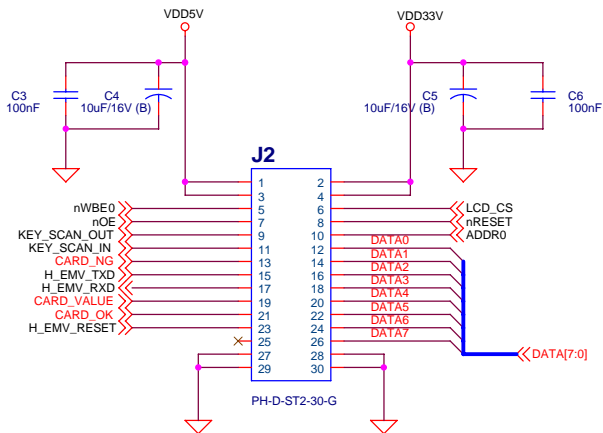 VDD5V
VDD33V
C3
100nF
C4
10uF/16V (B)
C5
10uF/16V (B)
C6
100nF
J2
1 2
3 4
nWBE0 5 6 LCD_CS
nOE 7 8 nRESET
KEY_SCAN_OUT 9 10 ADDR0
KEY_SCAN_IN 11 12 DATA0
CARD_NG 13 14 DATA1
H_EMV_TXD 15 16 DATA2
H_EMV_RXD 17 18 DATA3
CARD_VALUE 19 20 DATA4
CARD_OK 21 22 DATA5
H_EMV_RESET 23 24 DATA6
25 26 DATA7
27 28
29 30
DATA[7:0]
PH-D-ST2-30-G